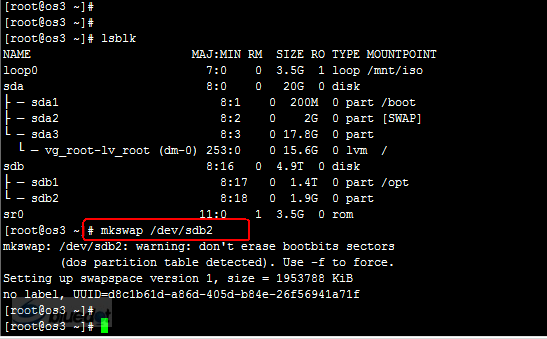 [root@os3 ~]#
[root@os3 ~]#
[root@os3 ~]# lsblk
NAME MAJ:MIN RM SIZE RO TYPE MOUNTPOINT
loop0 7:0 0 3.5G 1 loop /mnt/iso
sda 8:0 0 20G 0 disk
├ ─ sda1 8:1 0 200M 0 part /boot
├ ─ sda2 8:2 0 2G 0 part [SWAP]
└ ─ sda3 8:3 0 17.8G 0 part
└ ─ vg_root-lv_root (dm-0) 253:0 0 15.6G 0 lvm /
sdb 8:16 0 4.9T 0 disk
├ ─ sdb1 8:17 0 1.4T 0 part /opt
└ ─ sdb2 8:18 0 1.9G 0 part
sr0 11:0 1 3.5G 0 rom
[root@os3 ~]# mkswap /dev/sdb2
mkswap: /dev/sdb2: warning: don't erase bootbits sectors
(dos partition table detected). Use -f to force.
Setting up swapspace version 1, size = 1953788 KiB
no label, UUID=d8c1b61d-a86d-405d-b84e-26f56941a71f
[root@os3 ~]#
[root@os3 ~]#